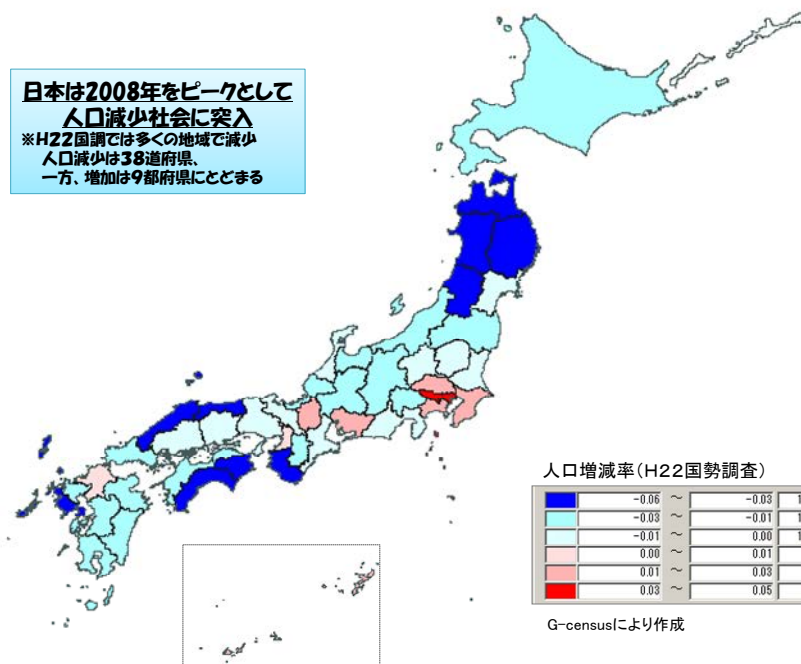 日本は2008年をピークとして
人口減少社会に突入
※H22国調では多くの地域で減少
人口減少は38道府県、
一方、増加は9都府県にとどまる
人口増減率(H22国勢調査)
-0.06 ～ -0.03 1
-0.03 ～ -0.01 1
-0.01 ～ 0.00 1
0.00 ～ 0.01
0.01 ～ 0.03
0.03 ～ 0.05
G-censusにより作成